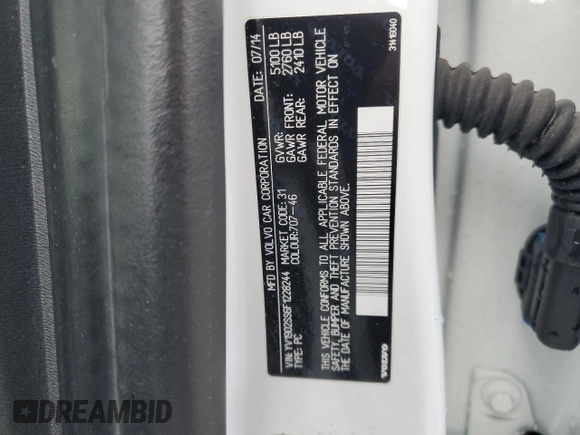 MFD BY VOLVO CAR CORPORATION DATE: 07/14
GVWR: 5100 LB
GAWR FRONT: 2760 LB
GAWR REAR: 2410 LB
VIN: YV1902SS6F1228244 MARKET CODE: 31
TYPE: PC COLOUR:707-46
THIS VEHICLE CONFORMS TO ALL APPLICABLE FEDERAL MOTOR VEHICLE
SAFETY, BUMPER AND THEFT PREVENTION STANDARDS IN EFFECT ON
THE DATE OF MANUFACTURE SHOWN ABOVE.
VOLVO 31419040
DREAMBID